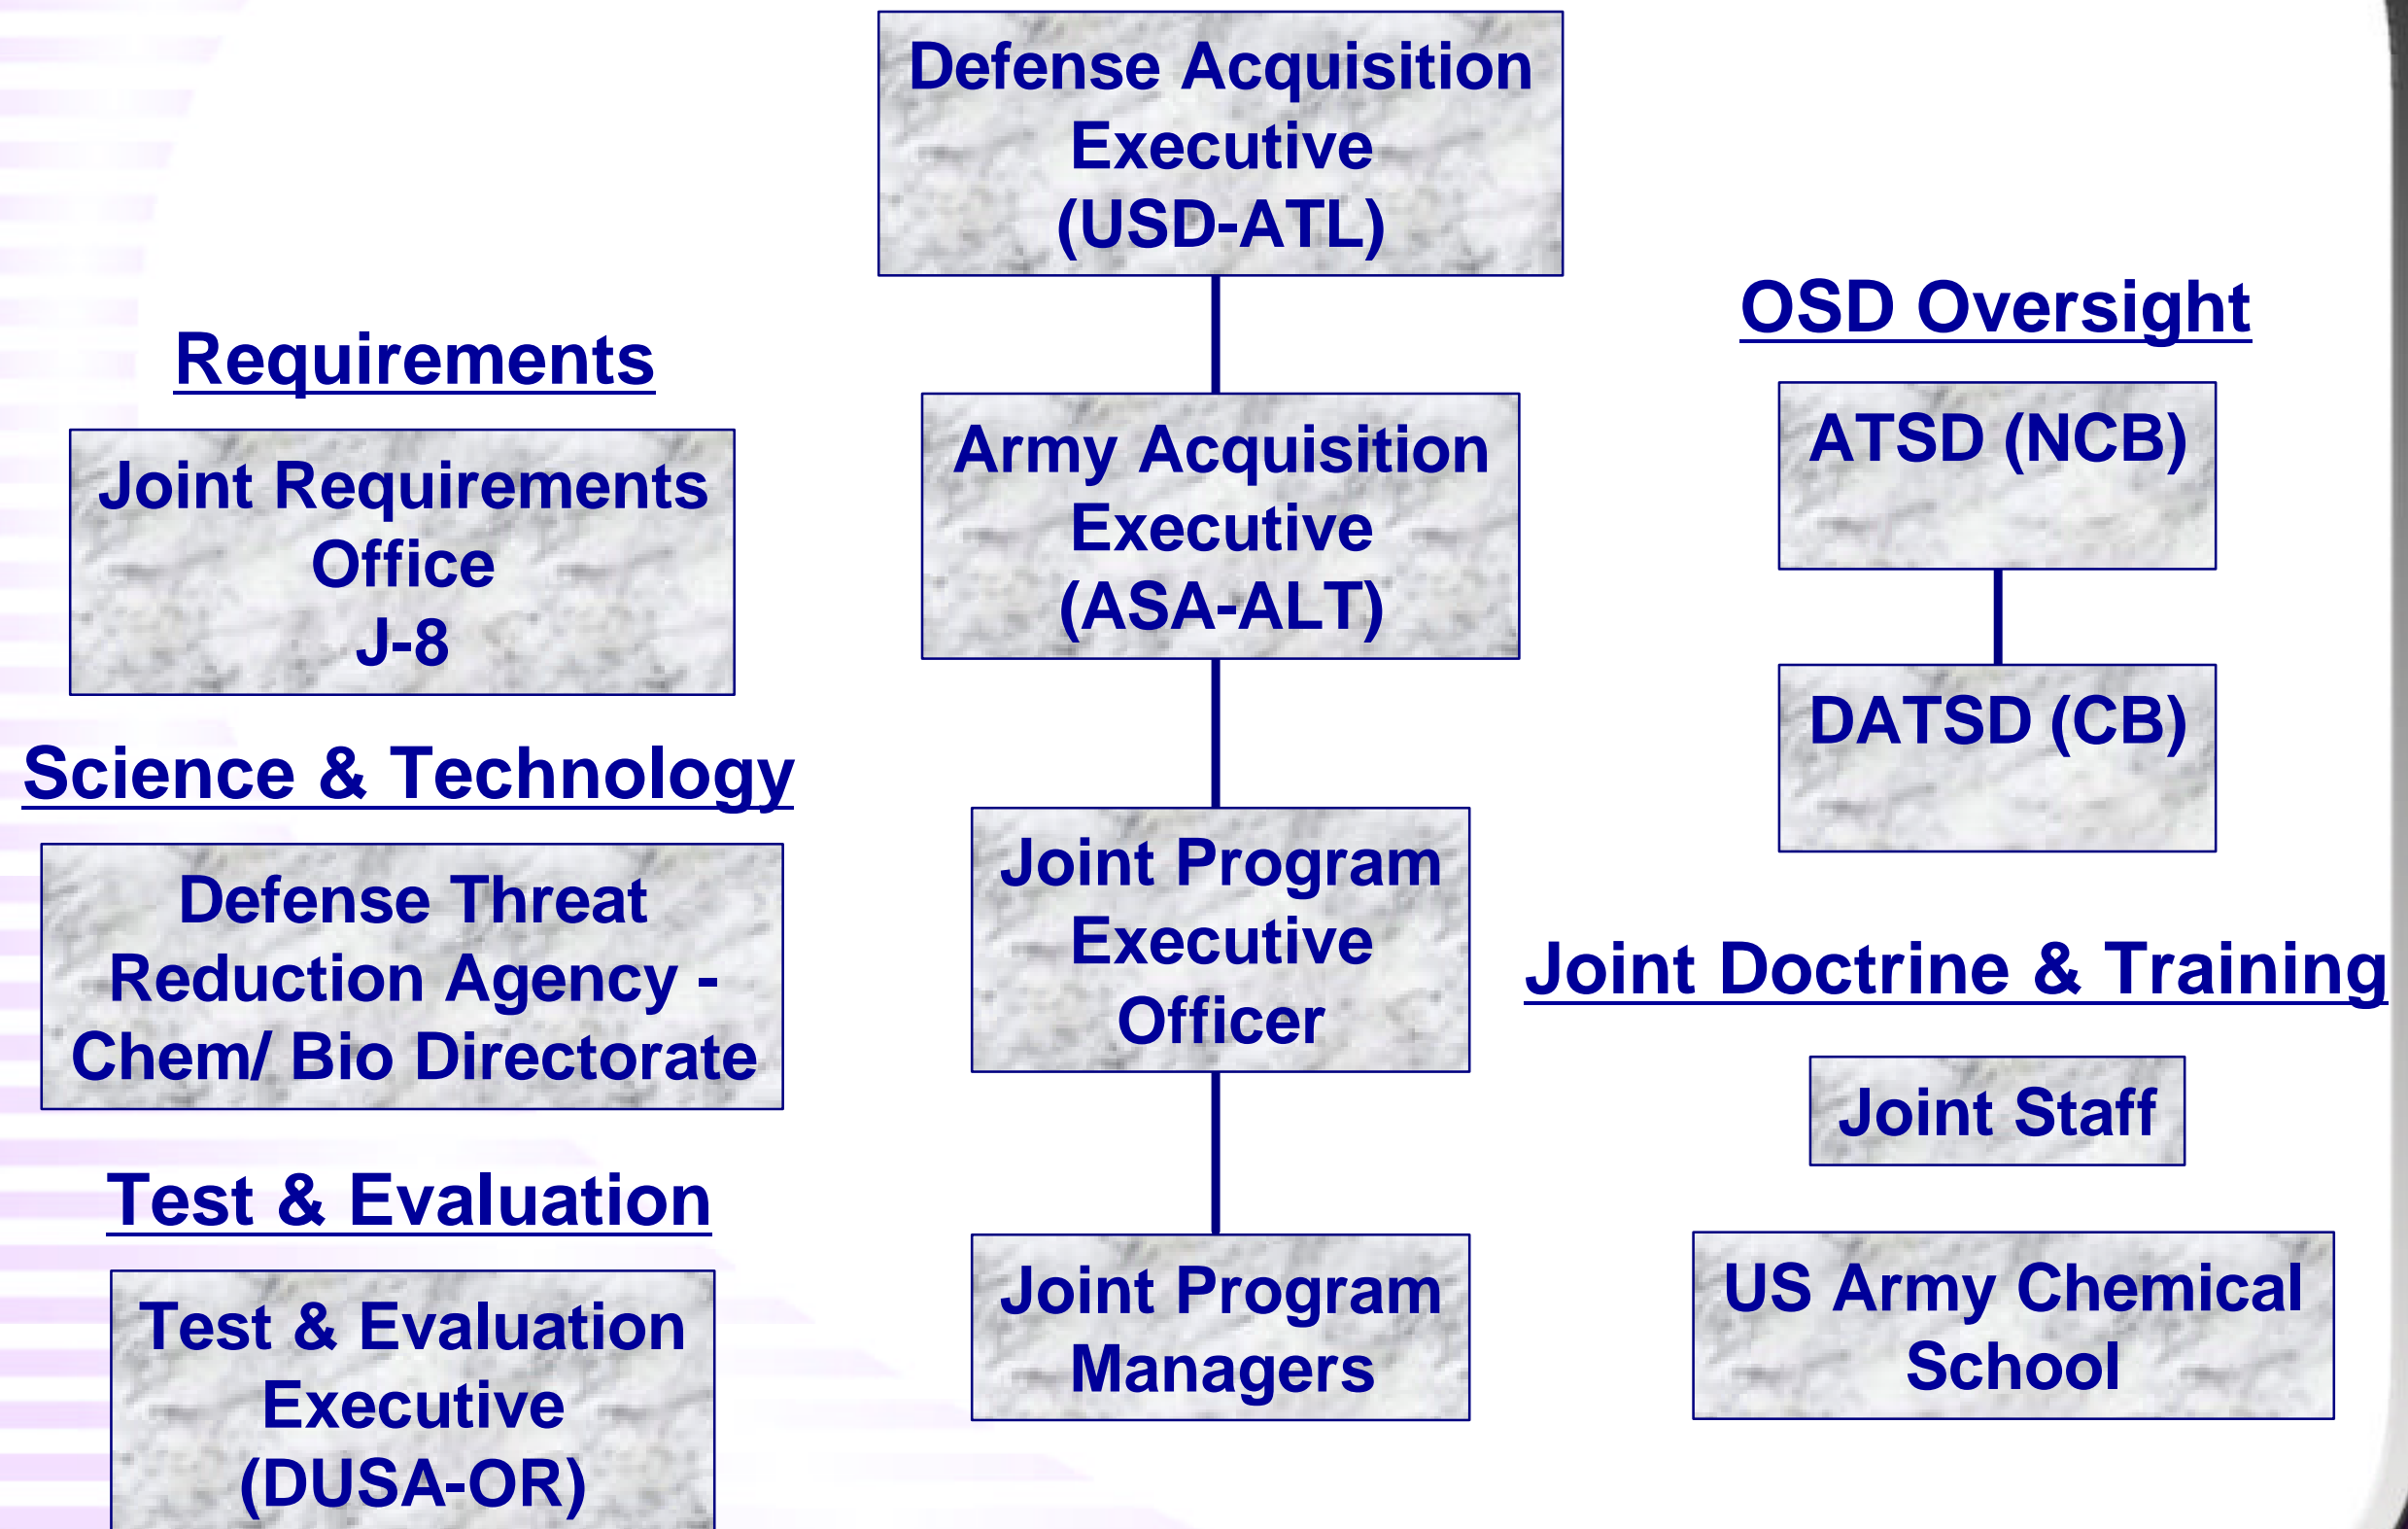 Defense Acquisition
Executive
(USD-ATL)
Requirements
Joint Requirements
Office
J-8
Science & Technology
Defense Threat
Reduction Agency -
Chem/ Bio Directorate
Test & Evaluation
Test & Evaluation
Executive
(DUSA-OR)
Army Acquisition
Executive
(ASA-ALT)
Joint Program
Executive
Officer
Joint Program
Managers
OSD Oversight
ATSD (NCB)
DATSD (CB)
Joint Doctrine & Training
Joint Staff
US Army Chemical
School